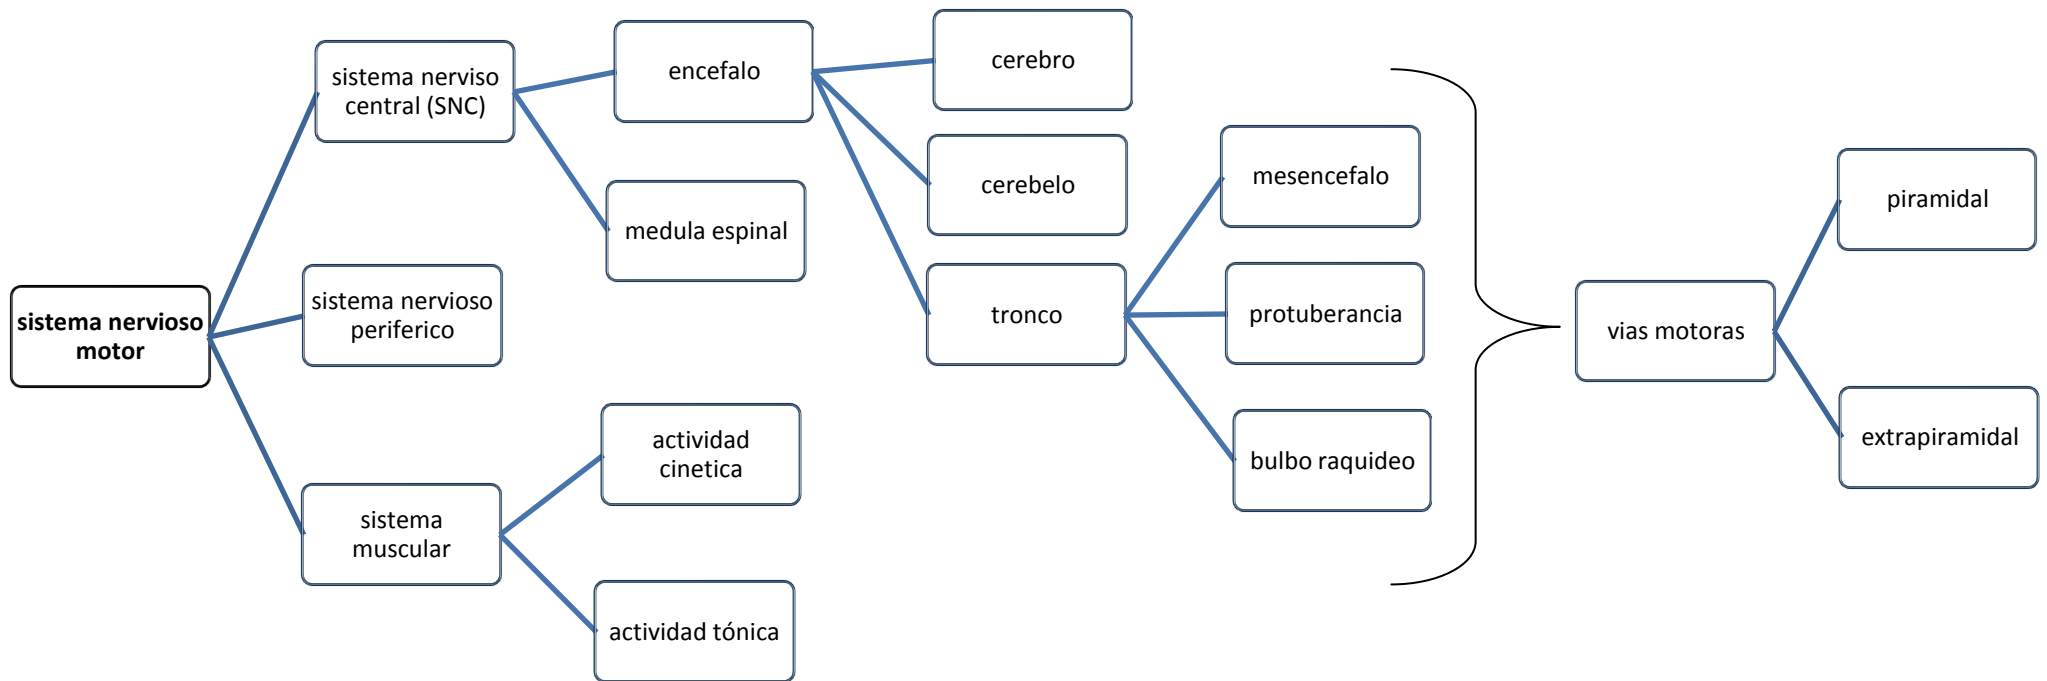 sistema nervioso
motor
sistema nerviso
central (SNC)
encefalo
cerebro
cerebelo
tronco
mesencefalo
protuberancia
bulbo raquideo
medula espinal
sistema nervioso
periferico
sistema
muscular
actividad
cinetica
actividad tónica
vias motoras
piramidal
extrapiramidal